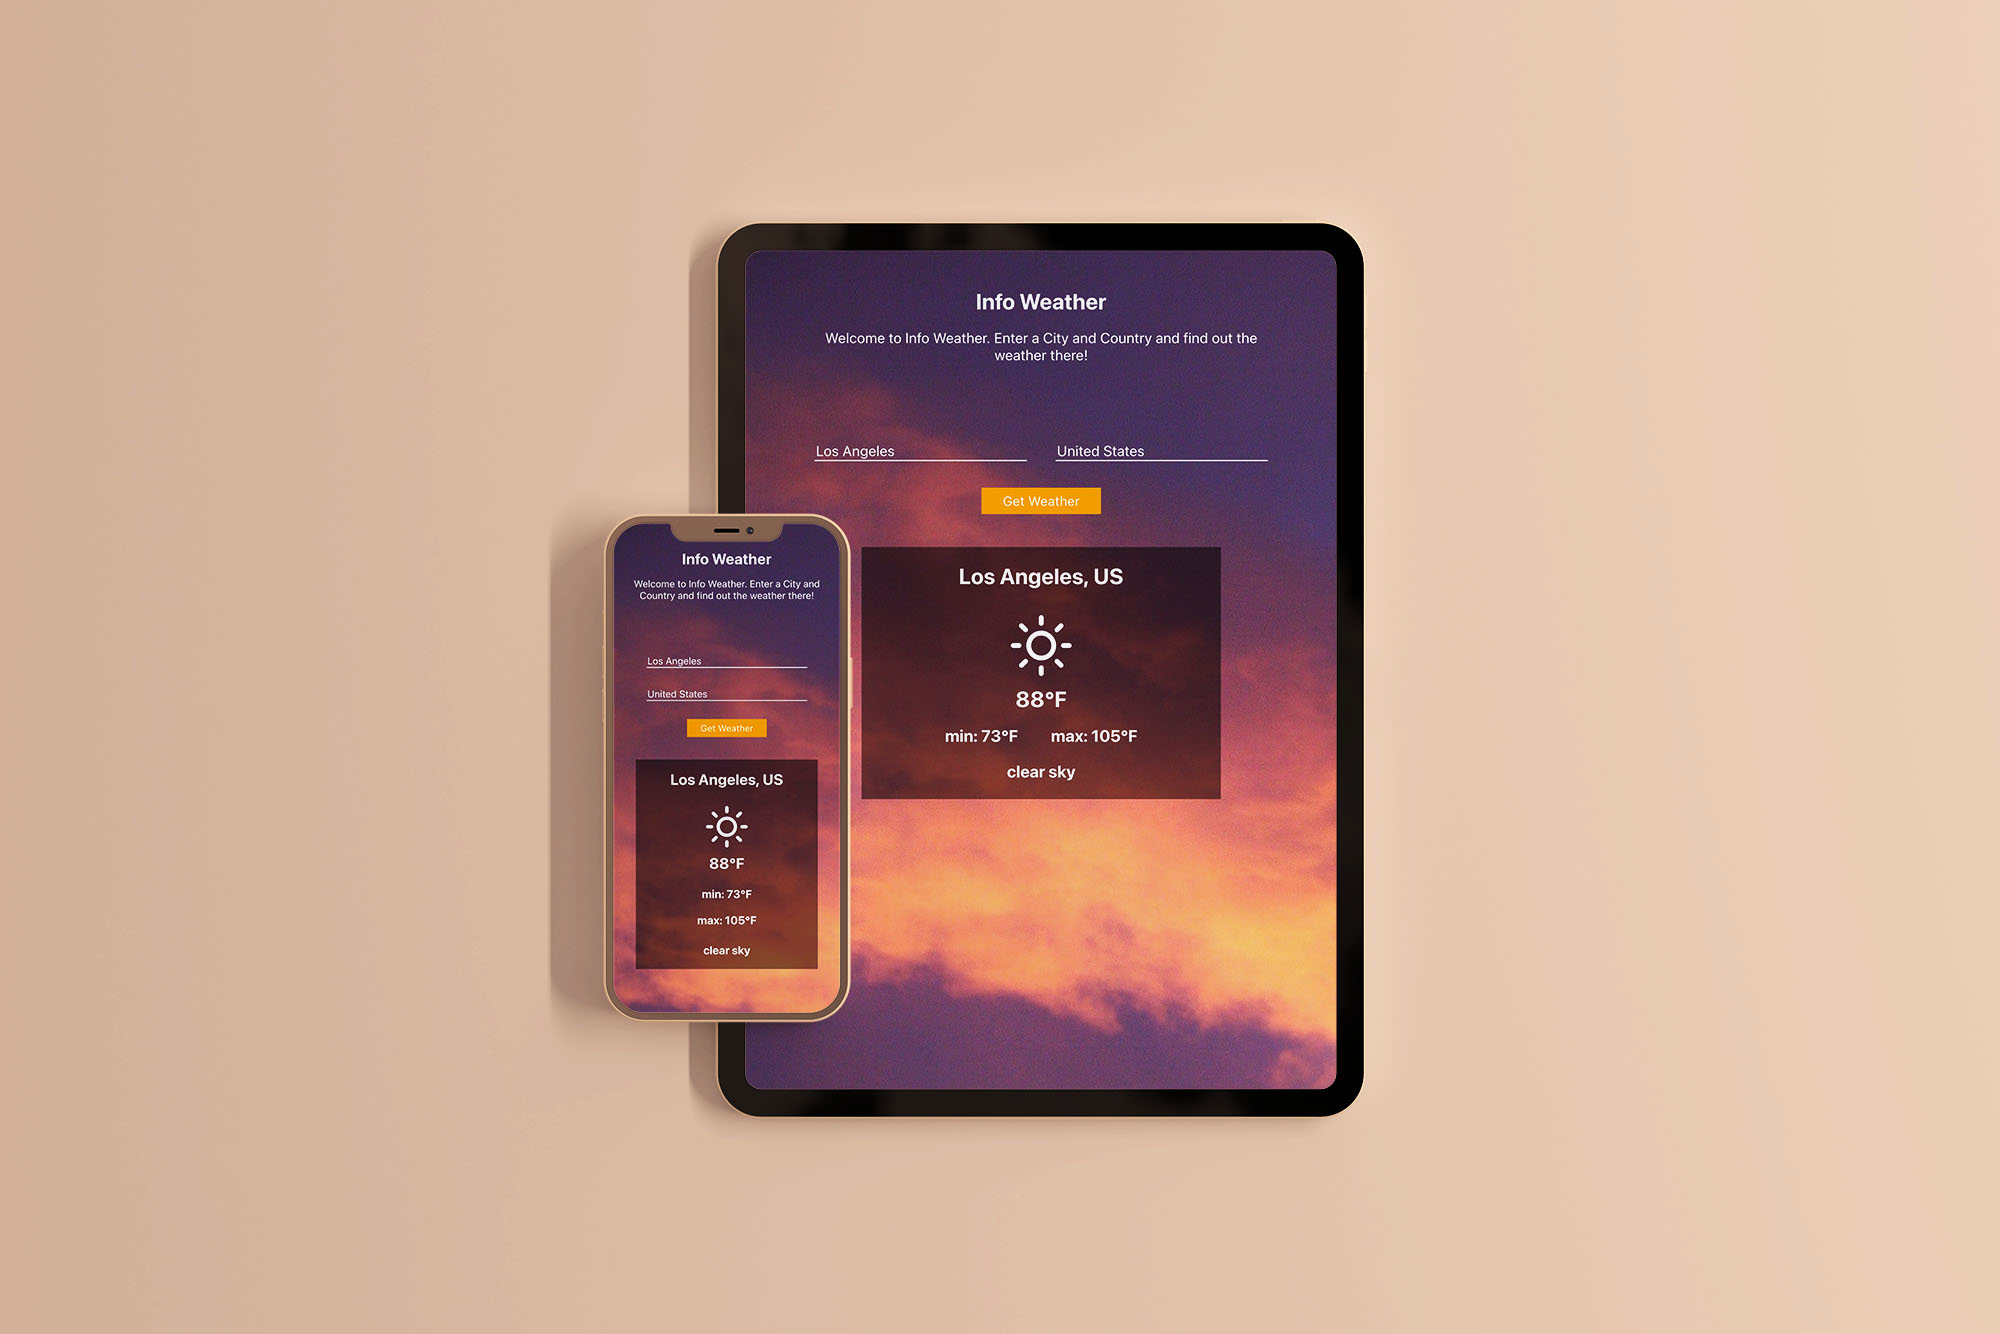 Info Weather
Welcome to Info Weather. Enter a City and Country and find out the
weather there!
Los Angeles
United States
Get Weather
Los Angeles, US
88°F
min: 73°F
max: 105°F
clear sky
Info Weather
Welcome to Info Weather. Enter a City and
Country and find out the weather there!
Los Angeles
United States
Get Weather
Los Angeles, US
88°F
min: 73°F
max: 105°F
clear sky